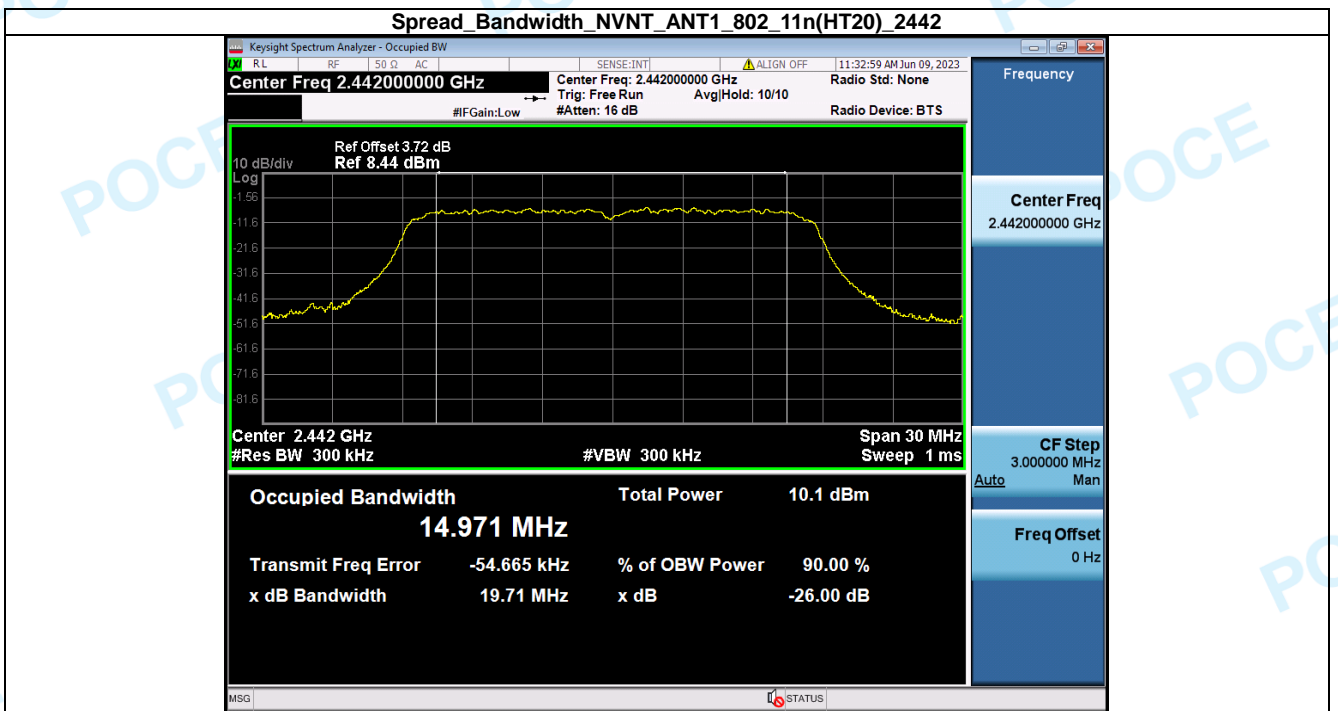 Spread_Bandwidth_NVNT_ANT1_802_11n(HT20)_2442
Keysight Spectrum Analyzer - Occupied BW
LXI RL RF 50 Ω AC SENSE:INT ALIGN OFF 11:32:59 AM Jun 09, 2023
Center Freq 2.442000000 GHz
Center Freq: 2.442000000 GHz Radio Std: None
Trig: Free Run Avg|Hold: 10/10
#IFGain:Low #Atten: 16 dB Radio Device: BTS
Ref Offset 3.72 dB
10 dB/div Ref 8.44 dBm
Log
-1.56
-11.6
-21.6
-31.6
-41.6
-51.6
-61.6
-71.6
-81.6
Center 2.442 GHz Span 30 MHz
#Res BW 300 kHz #VBW 300 kHz Sweep 1 ms
Occupied Bandwidth Total Power 10.1 dBm
14.971 MHz
Transmit Freq Error -54.665 kHz % of OBW Power 90.00 %
x dB Bandwidth 19.71 MHz x dB -26.00 dB
MSG STATUS
Frequency
Center Freq
2.442000000 GHz
CF Step
3.000000 MHz
Auto Man
Freq Offset
0 Hz
POCE
POCE
POCE
POCE